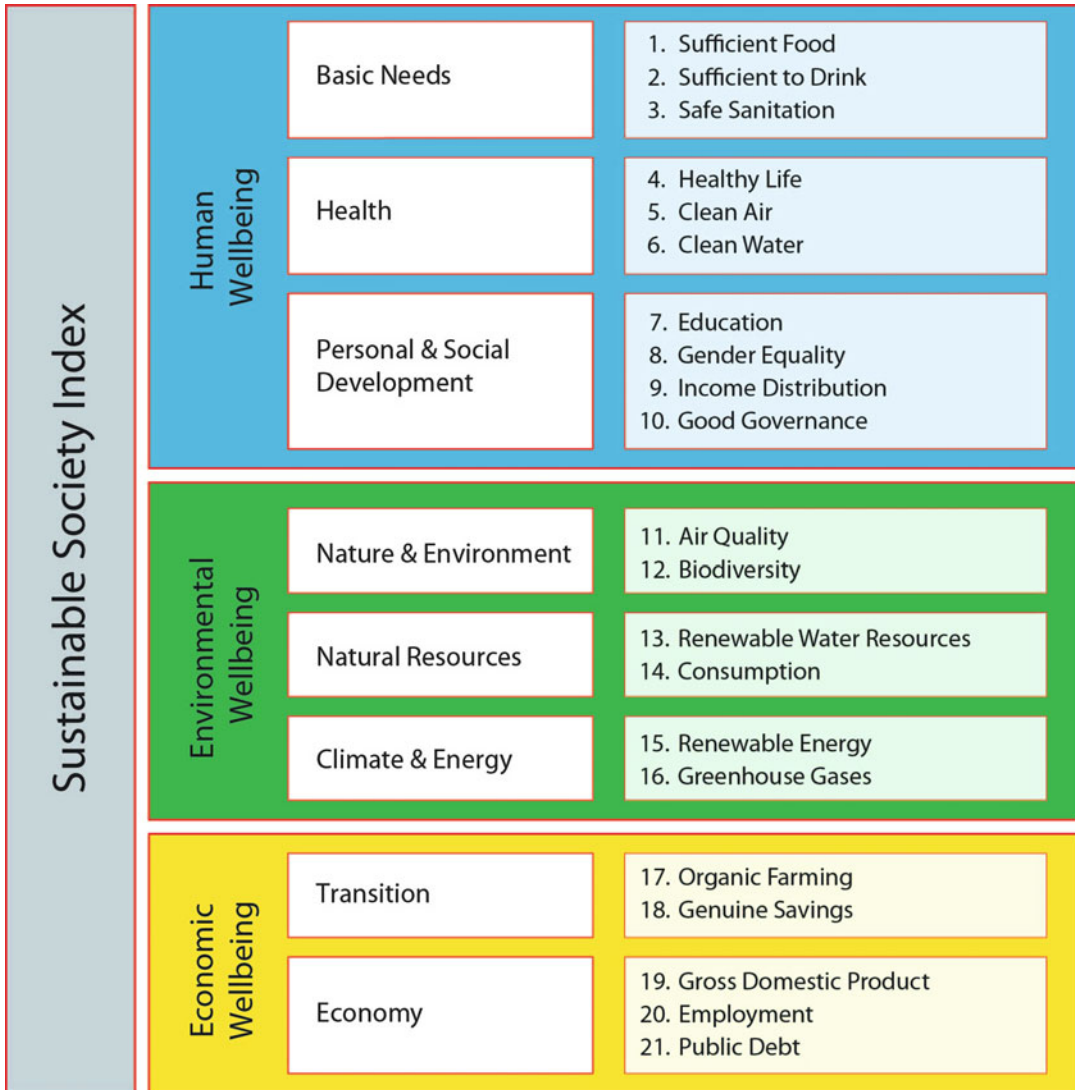 Sustainable Society Index
Human
Wellbeing
Basic Needs
1. Sufficient Food
2. Sufficient to Drink
3. Safe Sanitation
Health
4. Healthy Life
5. Clean Air
6. Clean Water
Personal & Social
Development
7. Education
8. Gender Equality
9. Income Distribution
10. Good Governance
Environmental
Wellbeing
Nature & Environment
11. Air Quality
12. Biodiversity
Natural Resources
13. Renewable Water Resources
14. Consumption
Climate & Energy
15. Renewable Energy
16. Greenhouse Gases
Economic
Wellbeing
Transition
17. Organic Farming
18. Genuine Savings
Economy
19. Gross Domestic Product
20. Employment
21. Public Debt